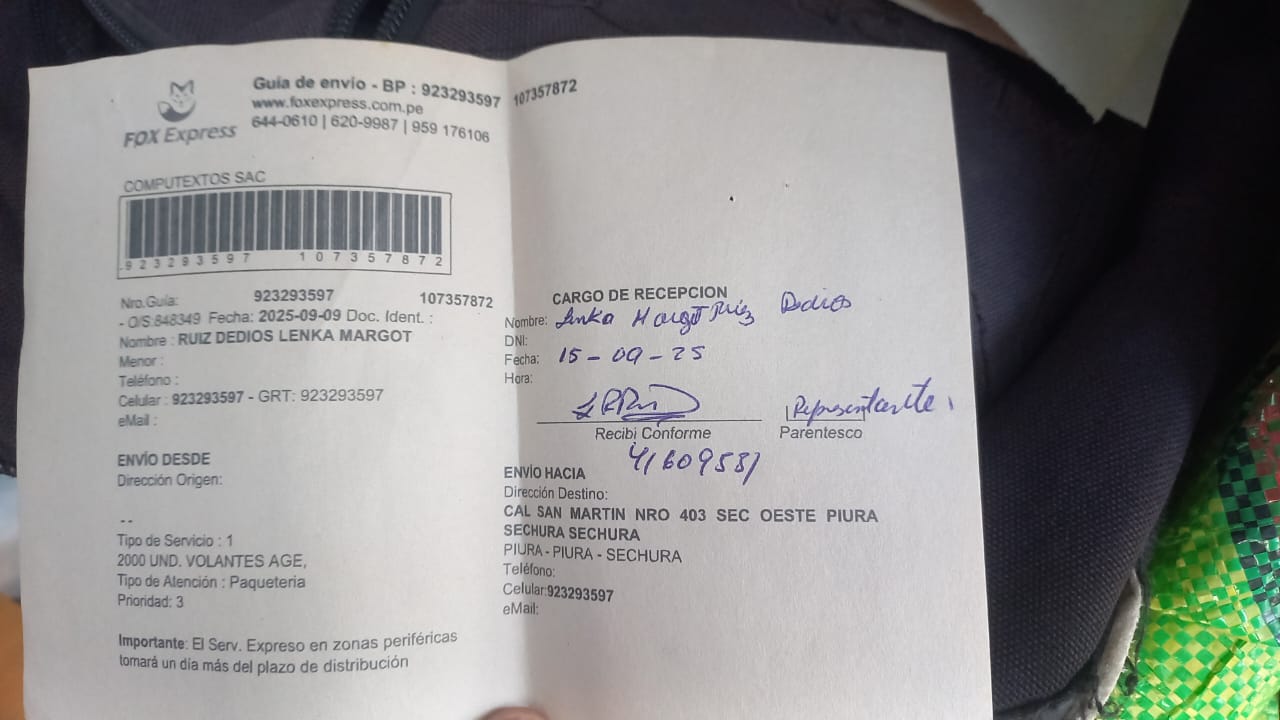 FOX Express
Guia de envío - BP : 923293597 107357872
www.foxexpress.com.pe
644-0610 | 620-9987 | 959 176106
COMPUTEXTOS SAC
923293597 107357872
Nro.Guía: 923293597 107357872
- O/S:848349 Fecha: 2025-09-09 Doc. Ident. :
Nombre : RUIZ DEDIOS LENKA MARGOT
Menor :
Teléfono :
Celular : 923293597 - GRT: 923293597
eMail :
ENVÍO DESDE
Dirección Origen:
--
Tipo de Servicio : 1
2000 UND. VOLANTES AGE,
Tipo de Atención : Paqueteria
Prioridad: 3
Importante: El Serv. Expreso en zonas periféricas
tomará un día más del plazo de distribución
CARGO DE RECEPCION
Nombre: Lenka Margot Ruiz Dedios
DNI:
Fecha: 15-09-25
Hora:
Representante.
Recibi Conforme Parentesco
41609581
ENVÍO HACIA
Dirección Destino:
CAL SAN MARTIN NRO 403 SEC OESTE PIURA
SECHURA SECHURA
PIURA - PIURA - SECHURA
Teléfono:
Celular:923293597
eMail: